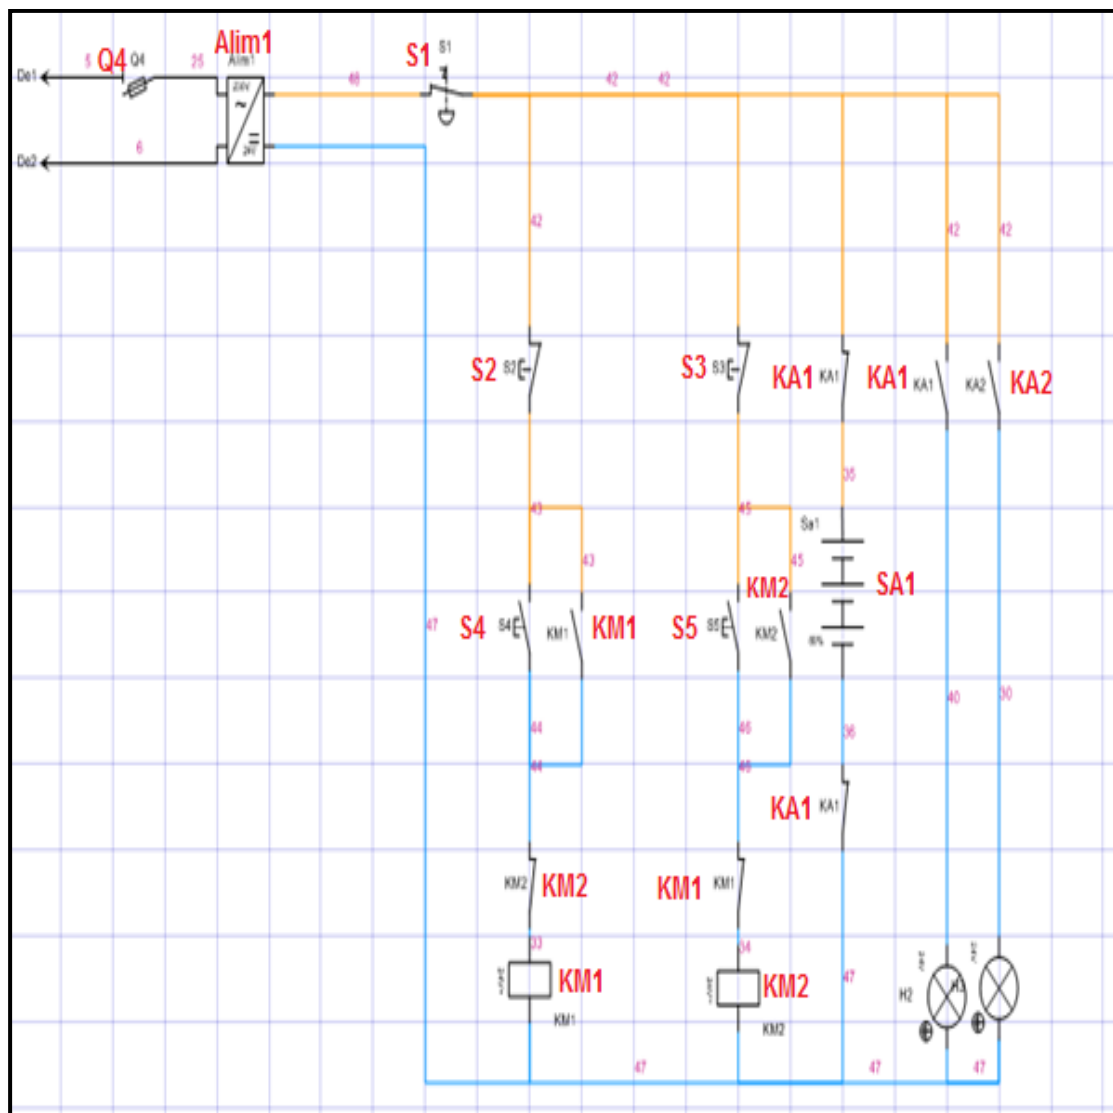 5 Q4 Q4 25 Alim1 Alim1
S1 S1
De1 48 42 42
230V
6
De2
42 42 42
S2 S2 S3 S3 KA1 KA1 KA1 KA1 KA2 KA2
35
43 45 Sa1
43 45
KM2 SA1
47 S4 S4 KM1 KM1 S5 S5 KM2
40 30
44 46 36
44 46
KA1 KA1
KM2 KM2 KM1 KM1
33 34
24V 24V
KM1 KM2 47
H2
KM1 KM2
47 47 47